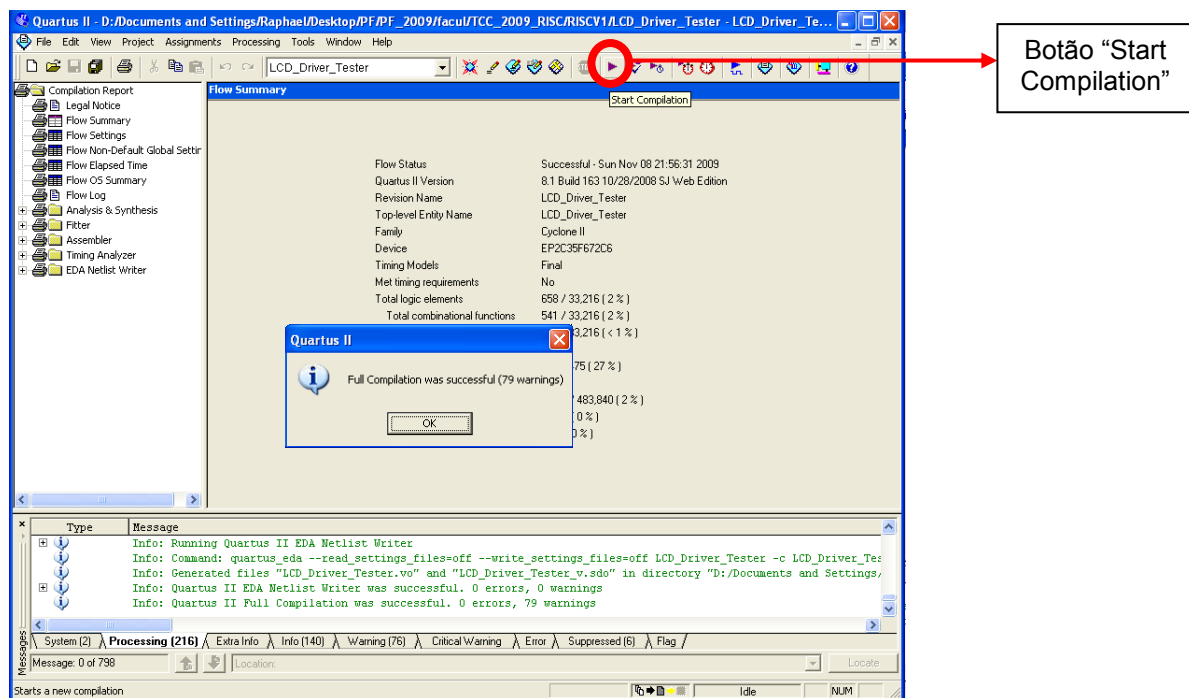 Quartus II - D:/Documents and Settings/Raphael/Desktop/PF/PF_2009/facul/TCC_2009_RISC/RISCV1/LCD_Driver_Tester - LCD_Driver_Te...
File Edit View Project Assignments Processing Tools Window Help
LCD_Driver_Tester
Start Compilation
Botão “Start
Compilation”
Compilation Report
Legal Notice
Flow Summary
Flow Settings
Flow Non-Default Global Settir
Flow Elapsed Time
Flow OS Summary
Flow Log
Analysis & Synthesis
Fitter
Assembler
Timing Analyzer
EDA Netlist Writer
Flow Summary
Flow Status Successful - Sun Nov 08 21:56:31 2009
Quartus II Version 8.1 Build 163 10/28/2008 SJ Web Edition
Revision Name LCD_Driver_Tester
Top-level Entity Name LCD_Driver_Tester
Family Cyclone II
Device EP2C35F672C6
Timing Models Final
Met timing requirements No
Total logic elements 658 / 33,216 ( 2 % )
Total combinational functions 541 / 33,216 ( 2 % )
3,216 ( < 1 % )
75 ( 27 % )
483,840 ( 2 % )
0 % )
0 % )
Quartus II
Full Compilation was successful (79 warnings)
OK
Type Message
Info: Running Quartus II EDA Netlist Writer
Info: Command: quartus_eda --read_settings_files=off --write_settings_files=off LCD_Driver_Tester -c LCD_Driver_Tes
Info: Generated files "LCD_Driver_Tester.vo" and "LCD_Driver_Tester_v.sdo" in directory "D:/Documents and Settings/
Info: Quartus II EDA Netlist Writer was successful. 0 errors, 0 warnings
Info: Quartus II Full Compilation was successful. 0 errors, 79 warnings
System (2) Processing (216) Extra Info Info (140) Warning (76) Critical Warning Error Suppressed (6) Flag
Messages
Message: 0 of 798 Location: Locate
Starts a new compilation Idle NUM